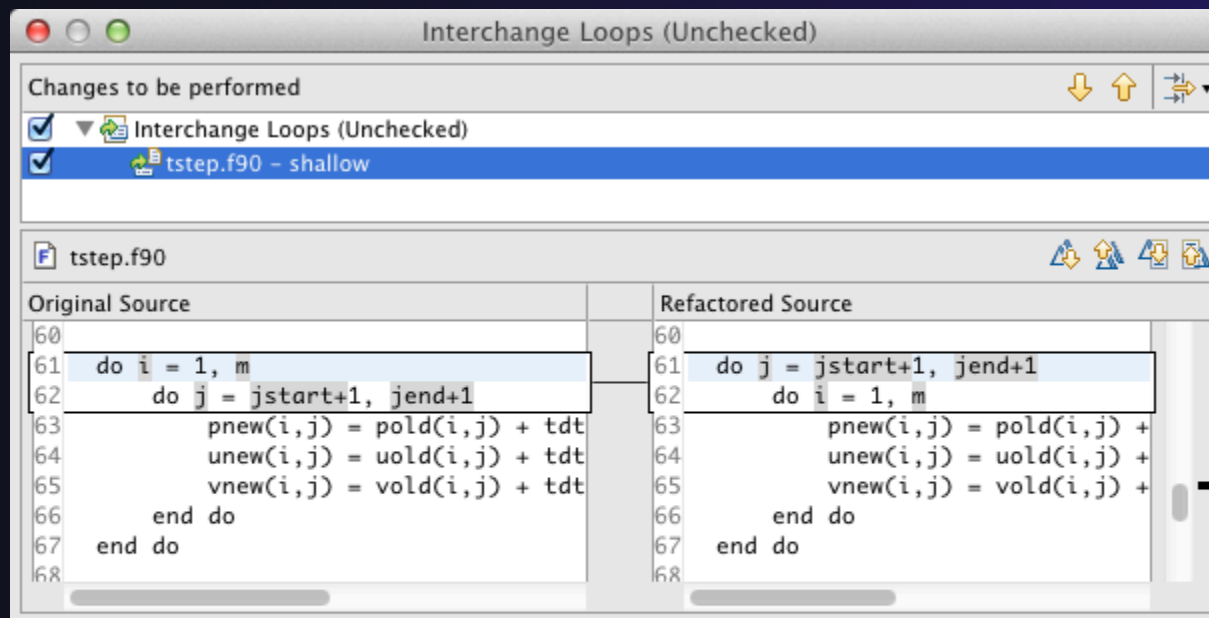 Interchange Loops (Unchecked)
Changes to be performed
Interchange Loops (Unchecked)
tstep.f90 - shallow
F tstep.f90
Original Source
60
61 do i = 1, m
62 do j = jstart+1, jend+1
63 pnew(i,j) = pold(i,j) + tdt
64 unew(i,j) = uold(i,j) + tdt
65 vnew(i,j) = vold(i,j) + tdt
66 end do
67 end do
68
Refactored Source
60
61 do j = jstart+1, jend+1
62 do i = 1, m
63 pnew(i,j) = pold(i,j) +
64 unew(i,j) = uold(i,j) +
65 vnew(i,j) = vold(i,j) +
66 end do
67 end do
68